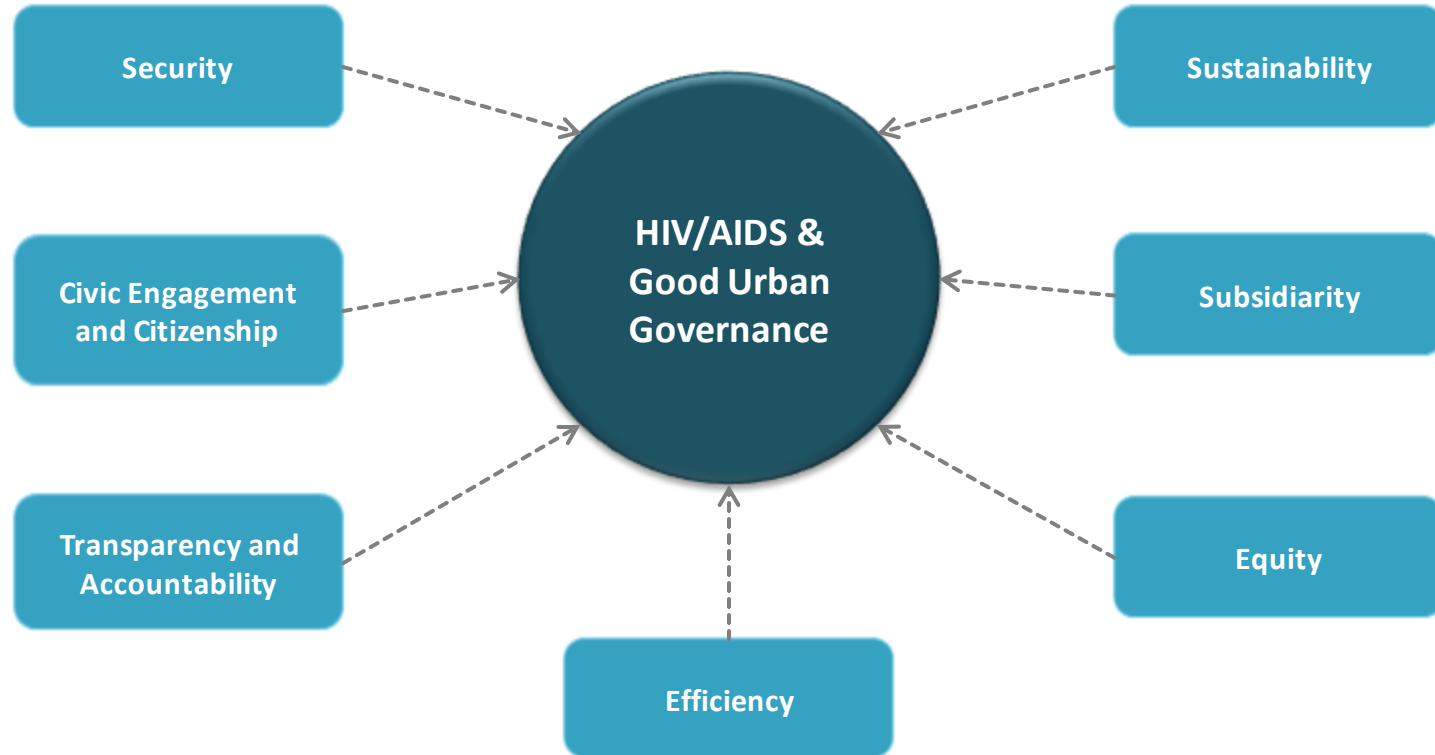 Security
Sustainability
HIV/AIDS &
Good Urban
Governance
Civic Engagement
and Citizenship
Subsidiarity
Transparency and
Accountability
Equity
Efficiency